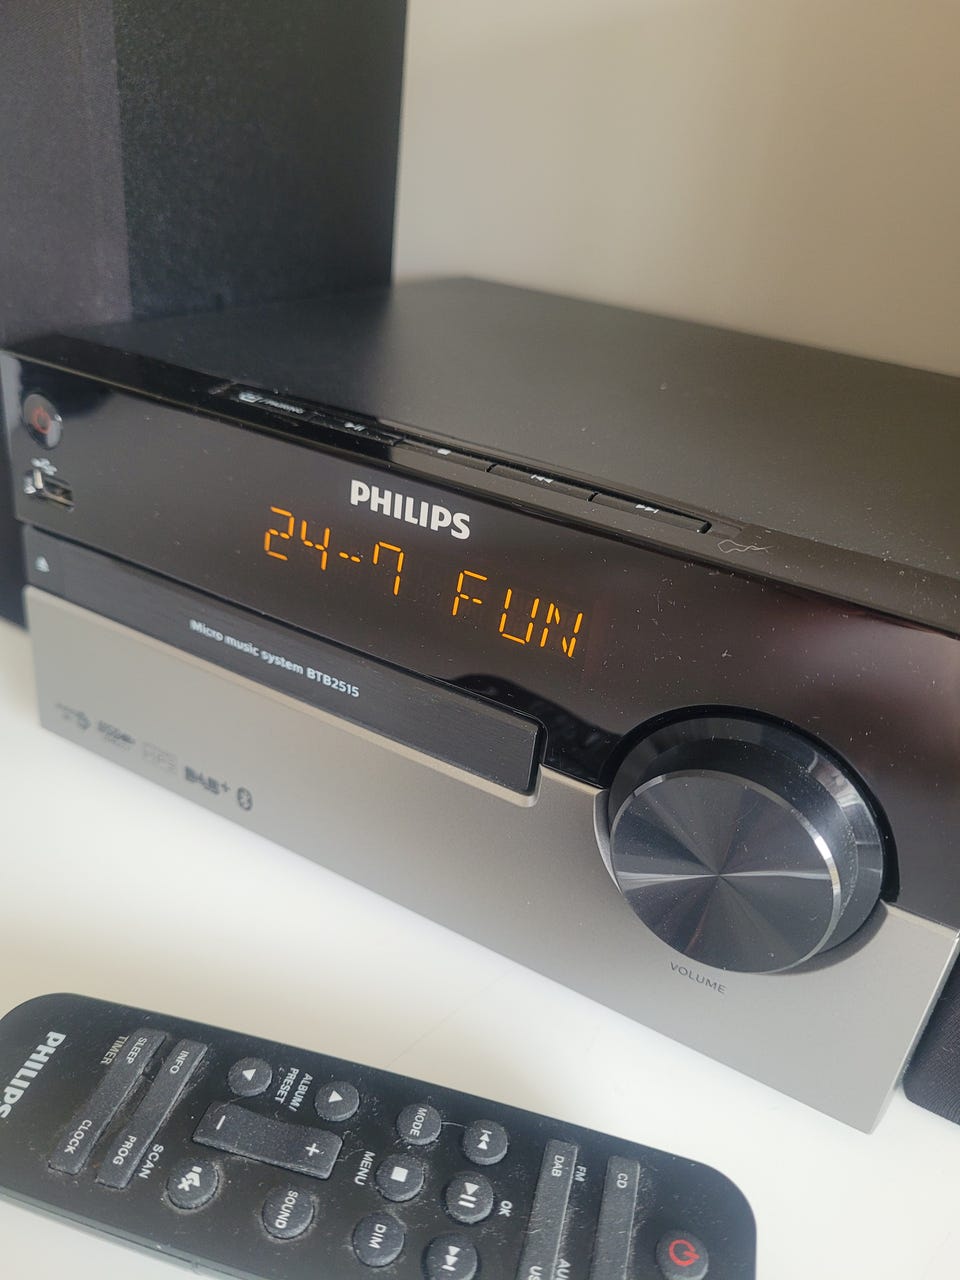 PHILIPS
24-7 FUN
Micro music system BTB2515
DAB+
VOLUME
PHILIPS
SLEEP
TIMER
CLOCK
INFO
PROG
SCAN
ALBUM/
PRESET
-
+
SOUND
MODE
MENU
DIM
OK
FM
DAB
CD